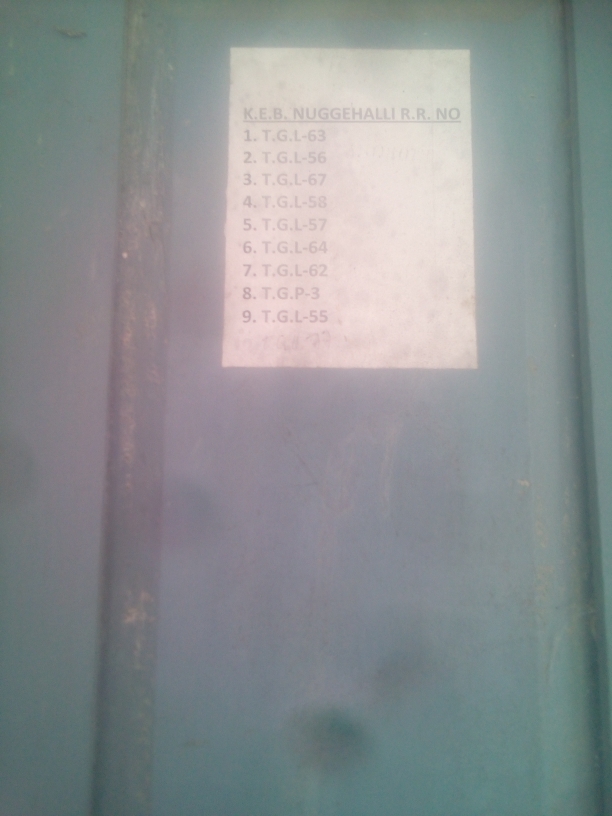 K.E.B. NUGGEHALLI R.R. NO
1. T.G.L-63
2. T.G.L-56
3. T.G.L-67
4. T.G.L-58
5. T.G.L-57
6. T.G.L-64
7. T.G.L-62
8. T.G.P-3
9. T.G.L-55